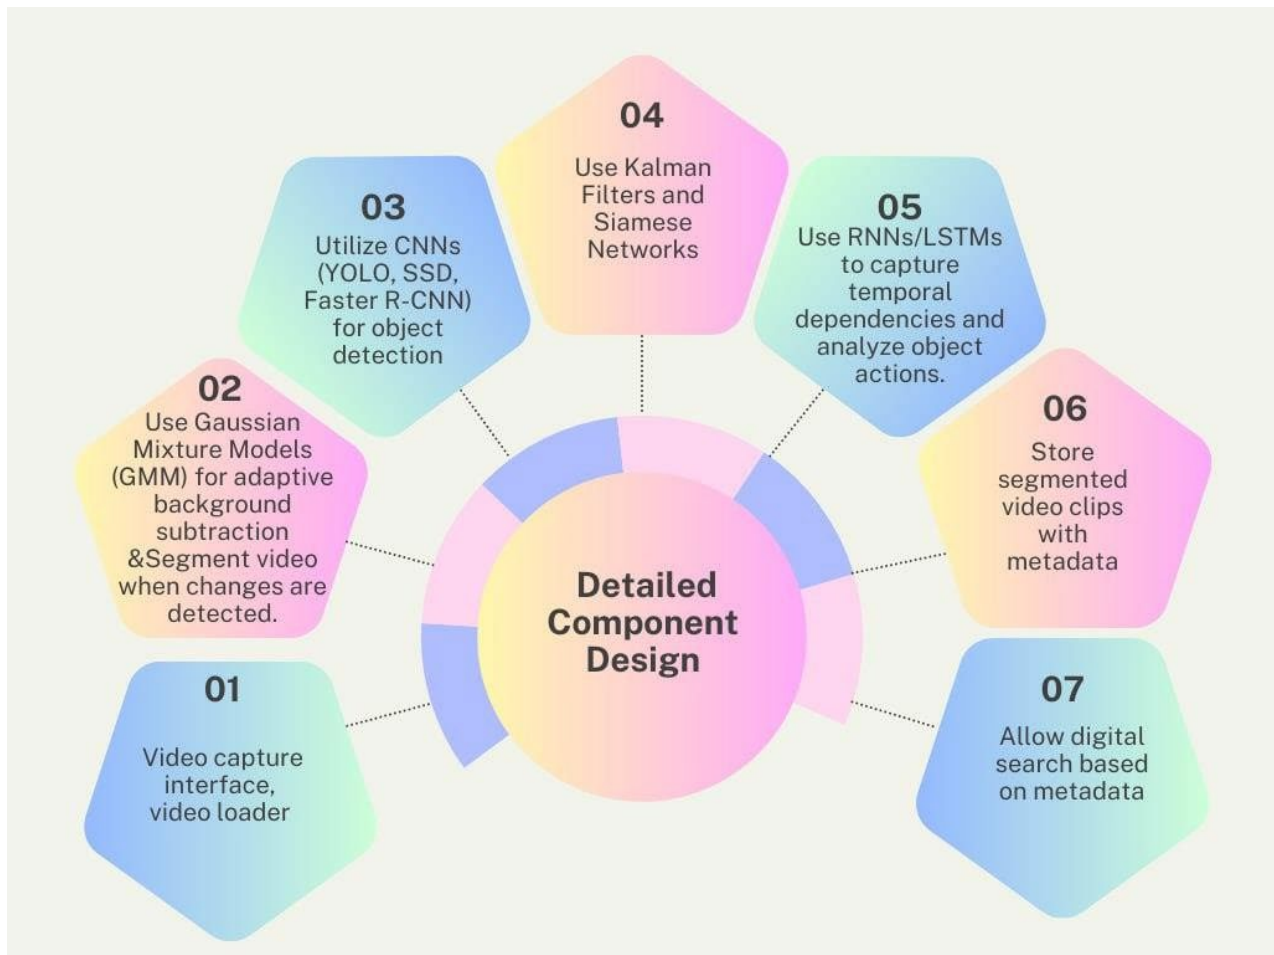 01
Video capture
interface,
video loader
02
Use Gaussian
Mixture Models
(GMM) for adaptive
background
subtraction
&Segment video
when changes are
detected.
03
Utilize CNNs
(YOLO, SSD,
Faster R-CNN)
for object
detection
04
Use Kalman
Filters and
Siamese
Networks
05
Use RNNs/LSTMs
to capture
temporal
dependencies and
analyze object
actions.
06
Store
segmented
video clips
with
metadata
07
Allow digital
search based
on metadata
Detailed
Component
Design